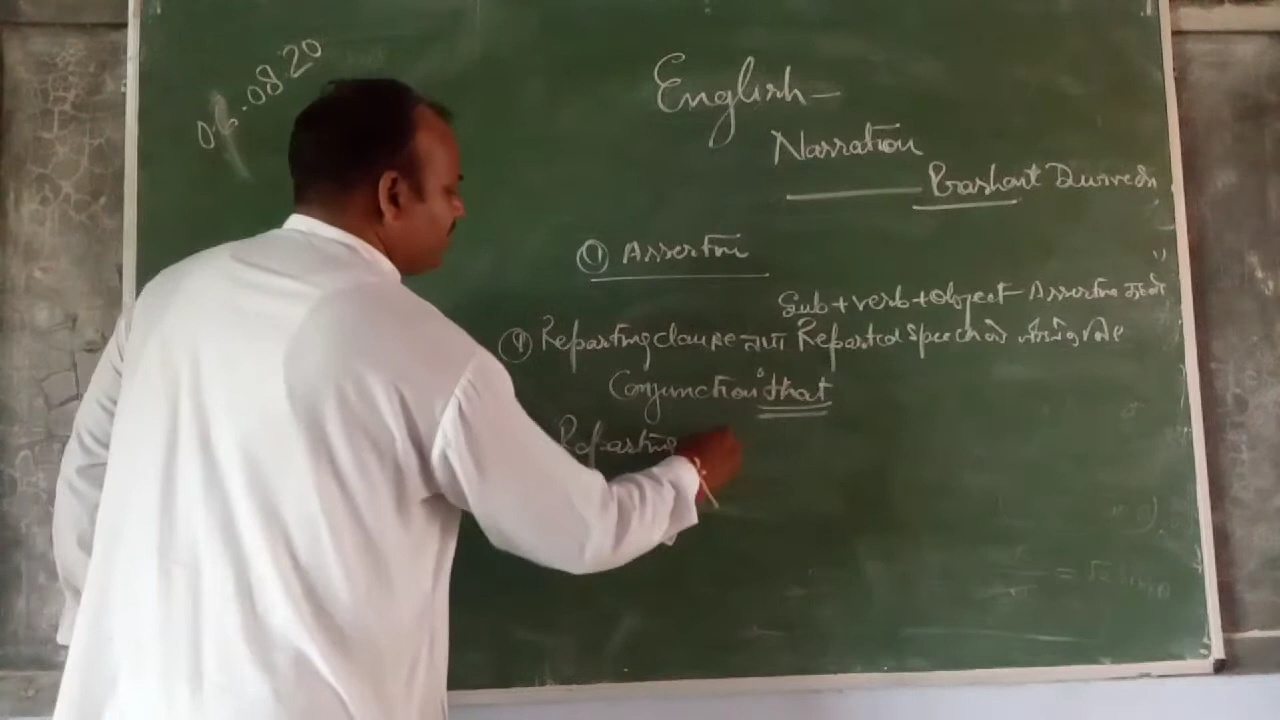 06.08.20
English-
Narration
Prashant Dwivedi
① Assertive
Sub+verb+object - Assertive
① Reporting clause तथा Reported Speech को
Conjunction "that
Reporting